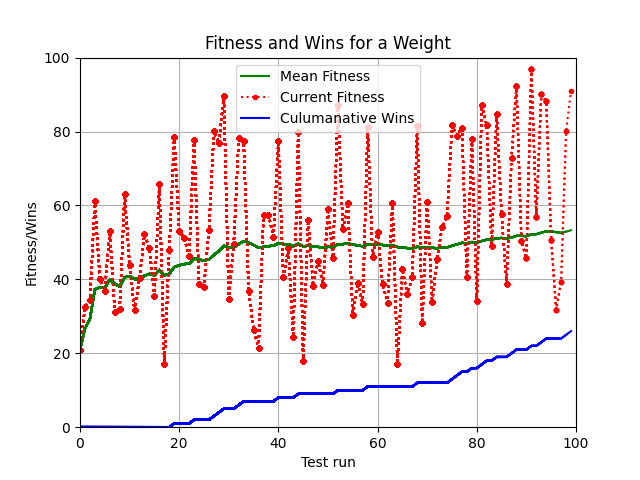 Fitness and Wins for a Weight
Mean Fitness
Current Fitness
Culumanative Wins
Fitness/Wins
100
80
60
40
20
0
0 20 40 60 80 100
Test run